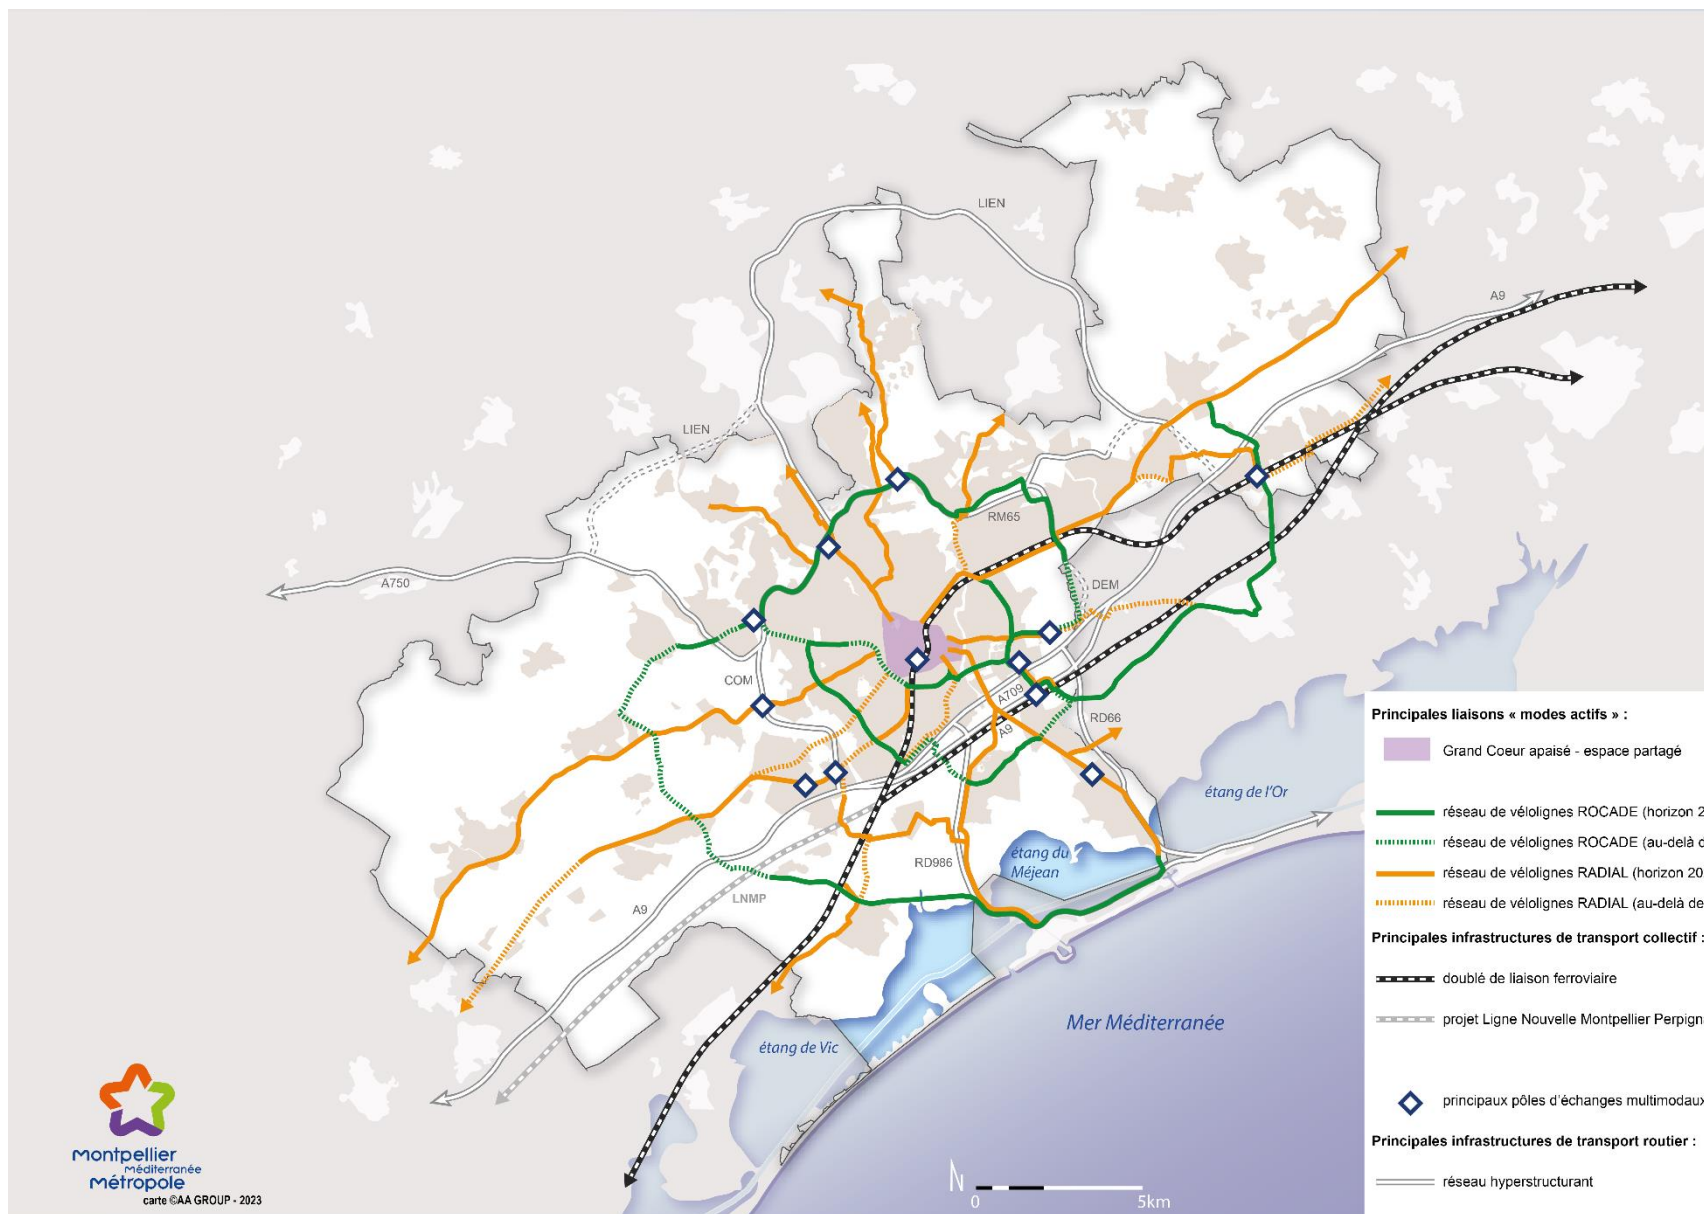 LIEN
A9
LIEN
RM65
A750
DEM
COM
A709
A9
RD66
étang de l'Or
étang du
Méjean
RD986
LNMP
A9
étang de Vic
Mer Méditerranée
montpellier
méditerranée
métropole
carte ©AA GROUP - 2023
N
0 5km
Principales liaisons « modes actifs » :
Grand Coeur apaisé - espace partagé
réseau de vélolignes ROCADE (horizon 2
réseau de vélolignes ROCADE (au-delà d
réseau de vélolignes RADIAL (horizon 20
réseau de vélolignes RADIAL (au-delà de
Principales infrastructures de transport collectif :
doublé de liaison ferroviaire
projet Ligne Nouvelle Montpellier Perpign
principaux pôles d'échanges multimodaux
Principales infrastructures de transport routier :
réseau hyperstructurant